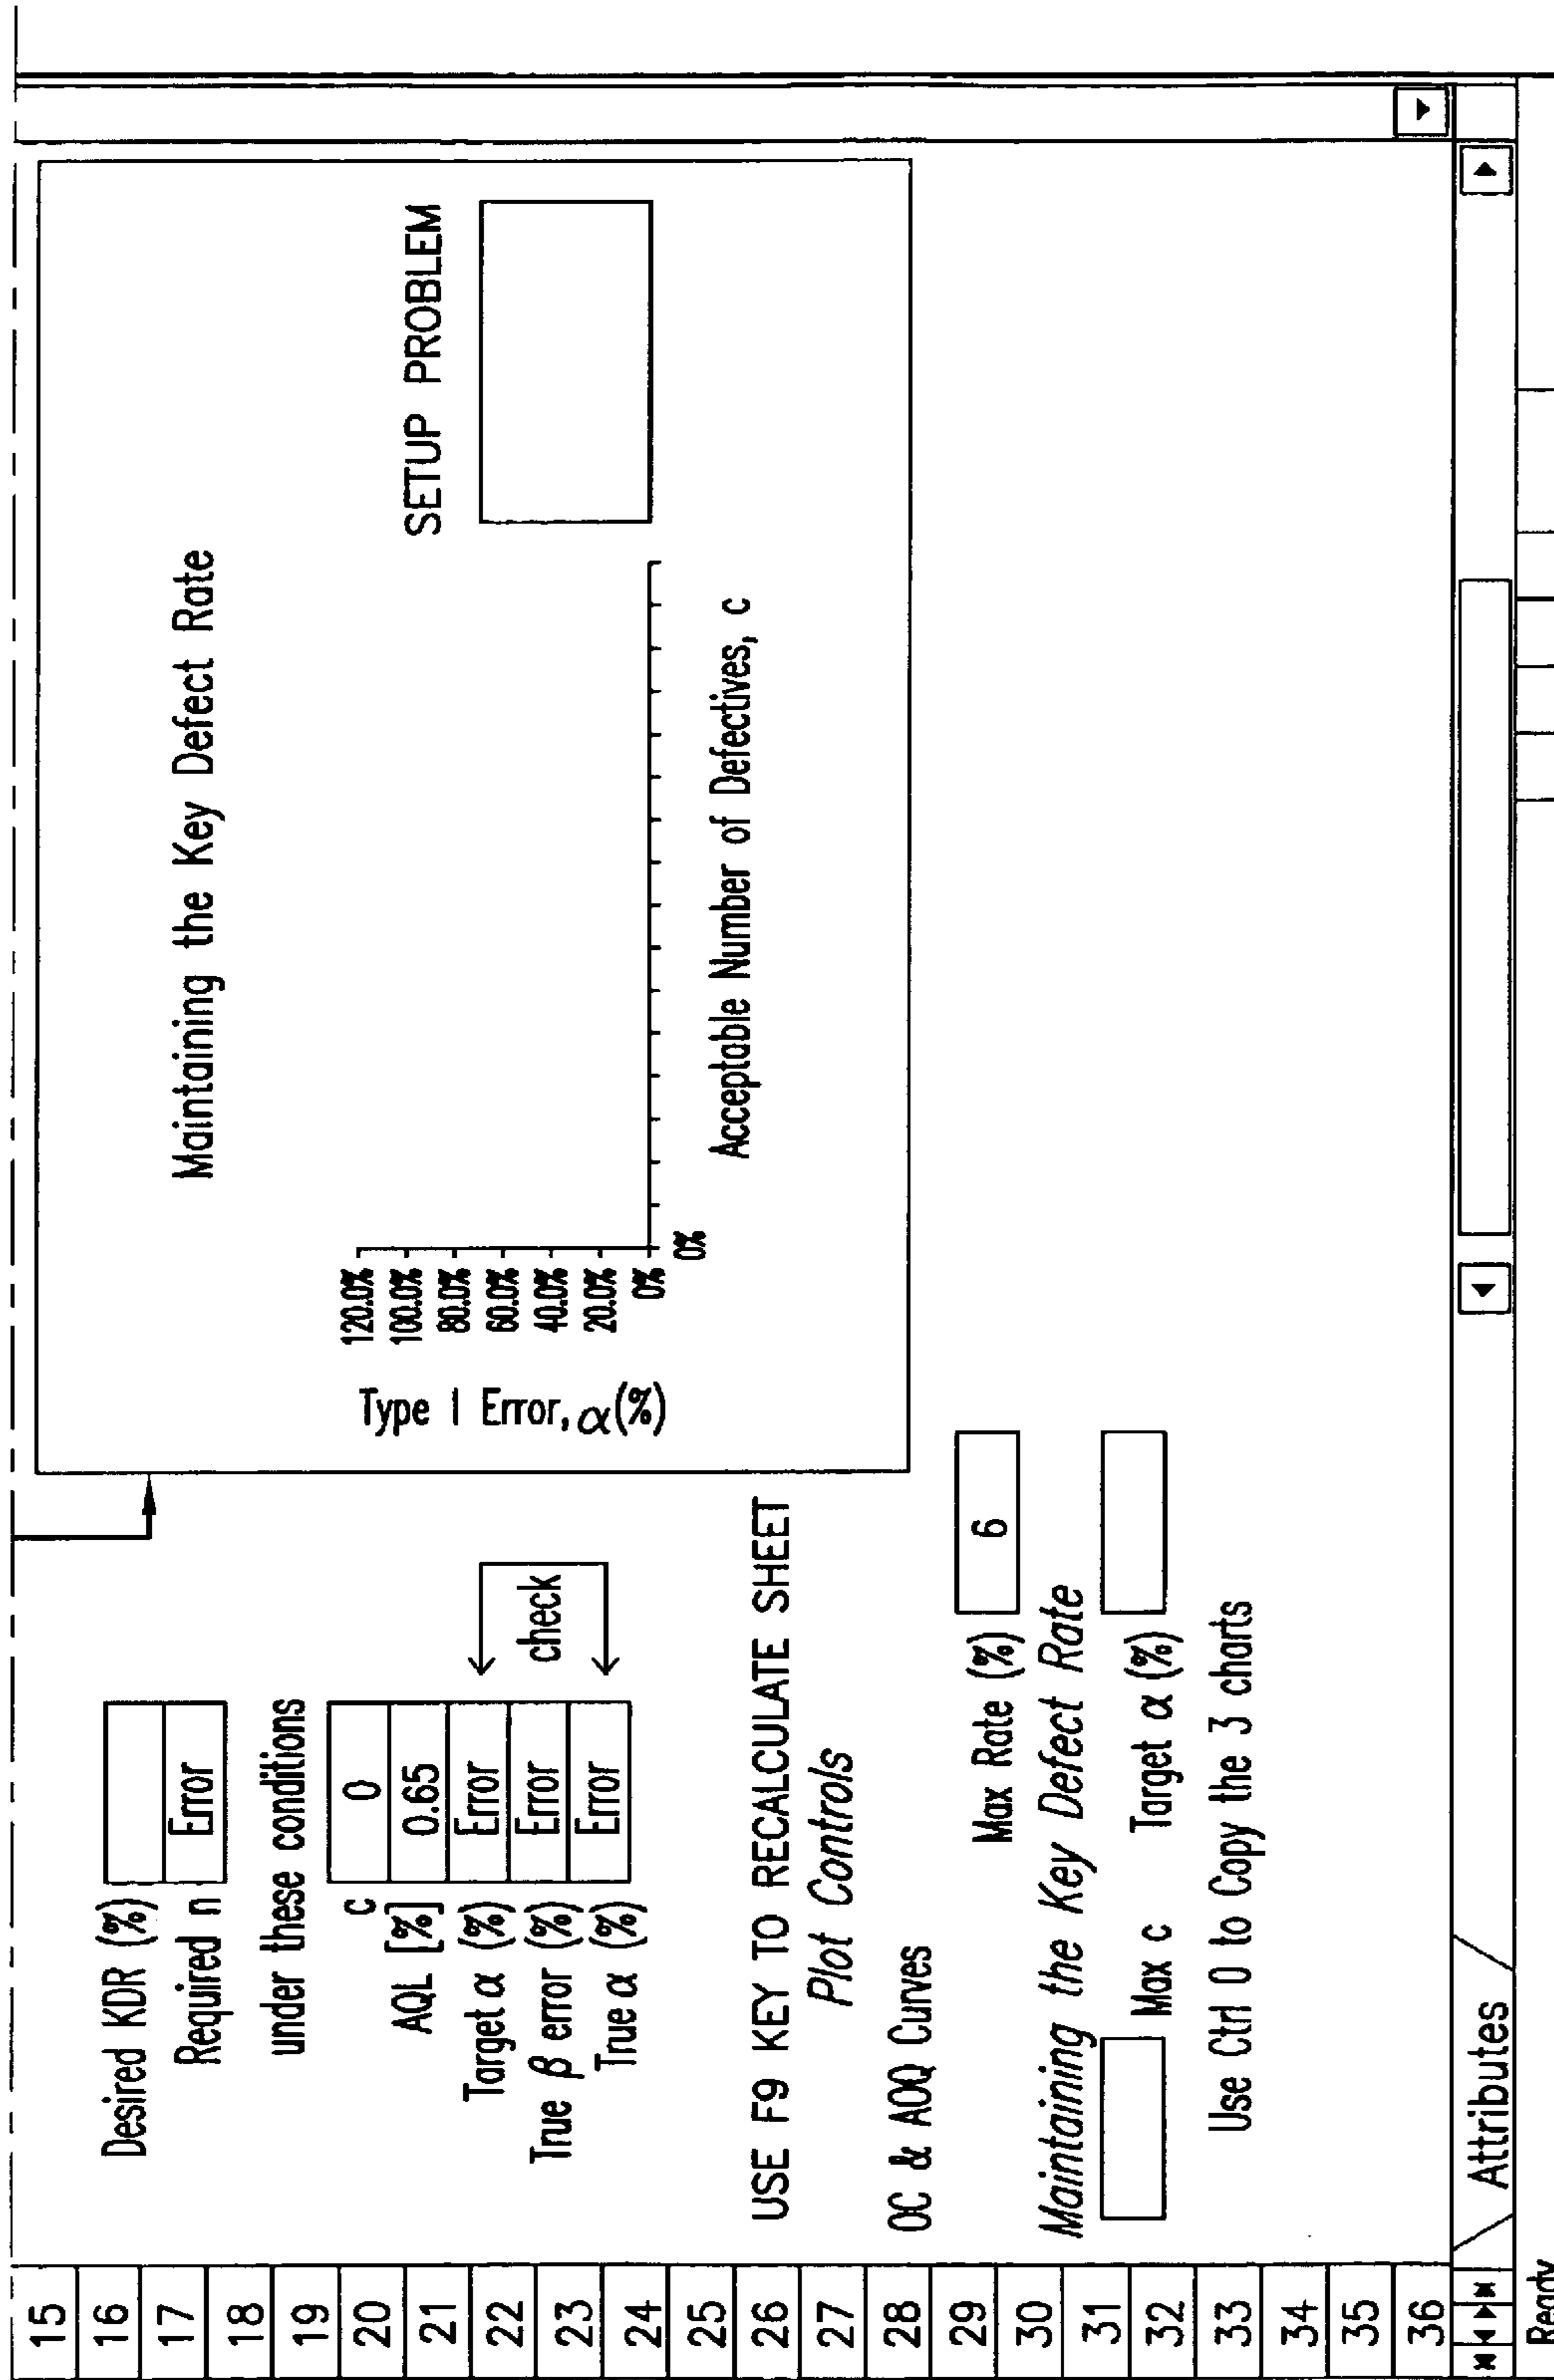 15
16
17
18
19
20
21
22
23
24
25
26
27
28
29
30
31
32
33
34
35
36
Desired KDR (%)
Required n Error
under these conditions
c 0
AQL [%] 0.65
Target α (%) Error
True β error (%) Error
True α (%) Error
check
USE F9 KEY TO RECALCULATE SHEET
Plot Controls
OC & AOQ Curves
Max Rate (%) 6
Maintaining the Key Defect Rate
Max c Target α (%)
Use Ctrl O to Copy the 3 charts
Maintaining the Key Defect Rate
SETUP PROBLEM
Type I Error, α(%)
120.0%
100.0%
80.0%
60.0%
40.0%
20.0%
0%
0%
Acceptable Number of Defectives, c
Attributes
Ready